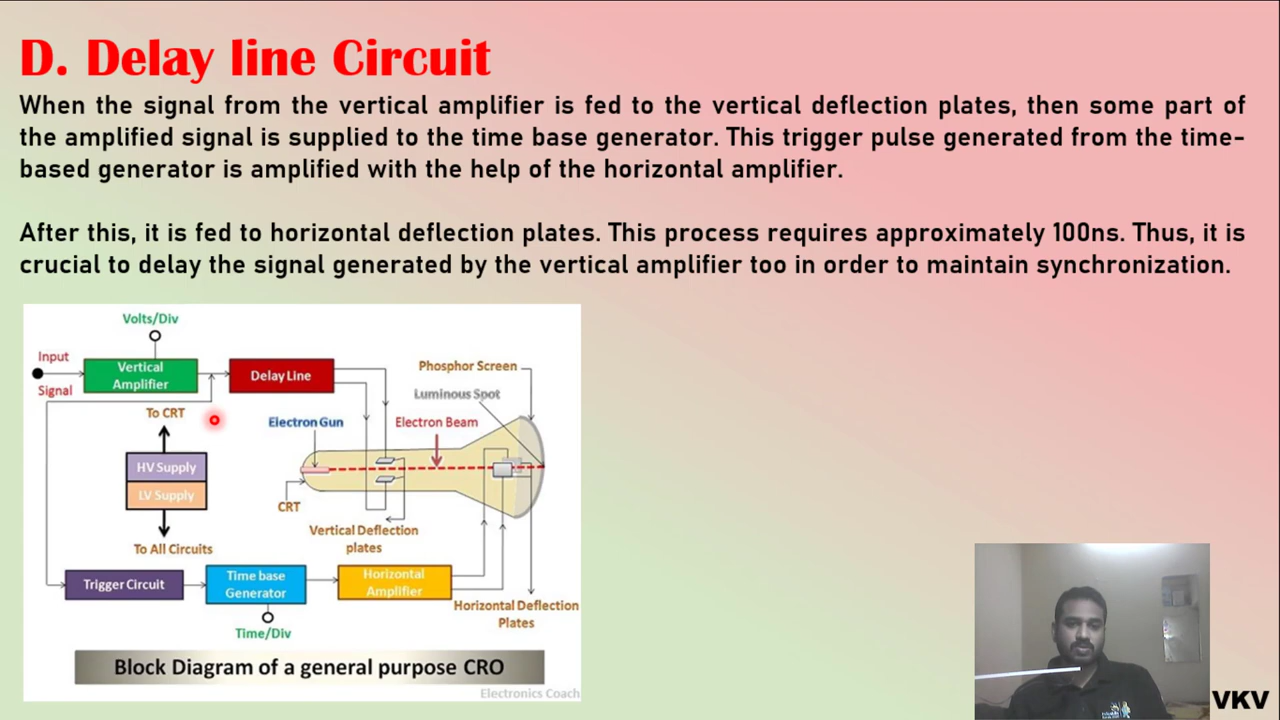 D. Delay line Circuit
When the signal from the vertical amplifier is fed to the vertical deflection plates, then some part of
the amplified signal is supplied to the time base generator. This trigger pulse generated from the time-
based generator is amplified with the help of the horizontal amplifier.
After this, it is fed to horizontal deflection plates. This process requires approximately 100ns. Thus, it is
crucial to delay the signal generated by the vertical amplifier too in order to maintain synchronization.
Volts/Div
Input
Signal
Vertical
Amplifier
Delay Line
Phosphor Screen
Luminous Spot
To CRT
Electron Gun
Electron Beam
HV Supply
LV Supply
CRT
Vertical Deflection
plates
To All Circuits
Trigger Circuit
Time base
Generator
Horizontal
Amplifier
Horizontal Deflection
Plates
Time/Div
Block Diagram of a general purpose CRO
Electronics Coach
VKV